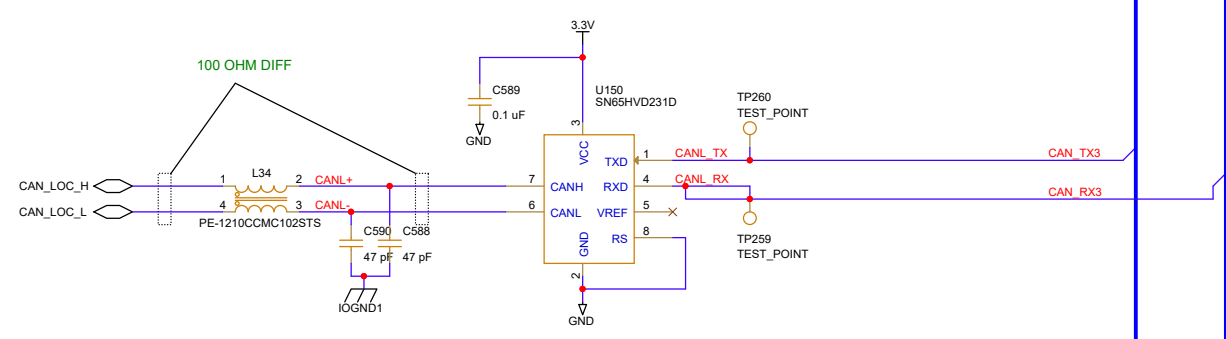 3.3V
100 OHM DIFF
C589
0.1 uF
GND
U150
SN65HVD231D
3
VCC
TP260
TEST_POINT
TXD
1
CANL_TX
CAN_TX3
CAN_LOC_H
1
L34
2
CANL+
7
CANH
RXD
4
CANL_RX
CAN_RX3
CAN_LOC_L
4
3
CANL-
6
CANL
VREF
5
PE-1210CCMC102STS
C590
C588
47 pF
47 pF
GND
RS
8
TP259
TEST_POINT
2
IOGND1
GND